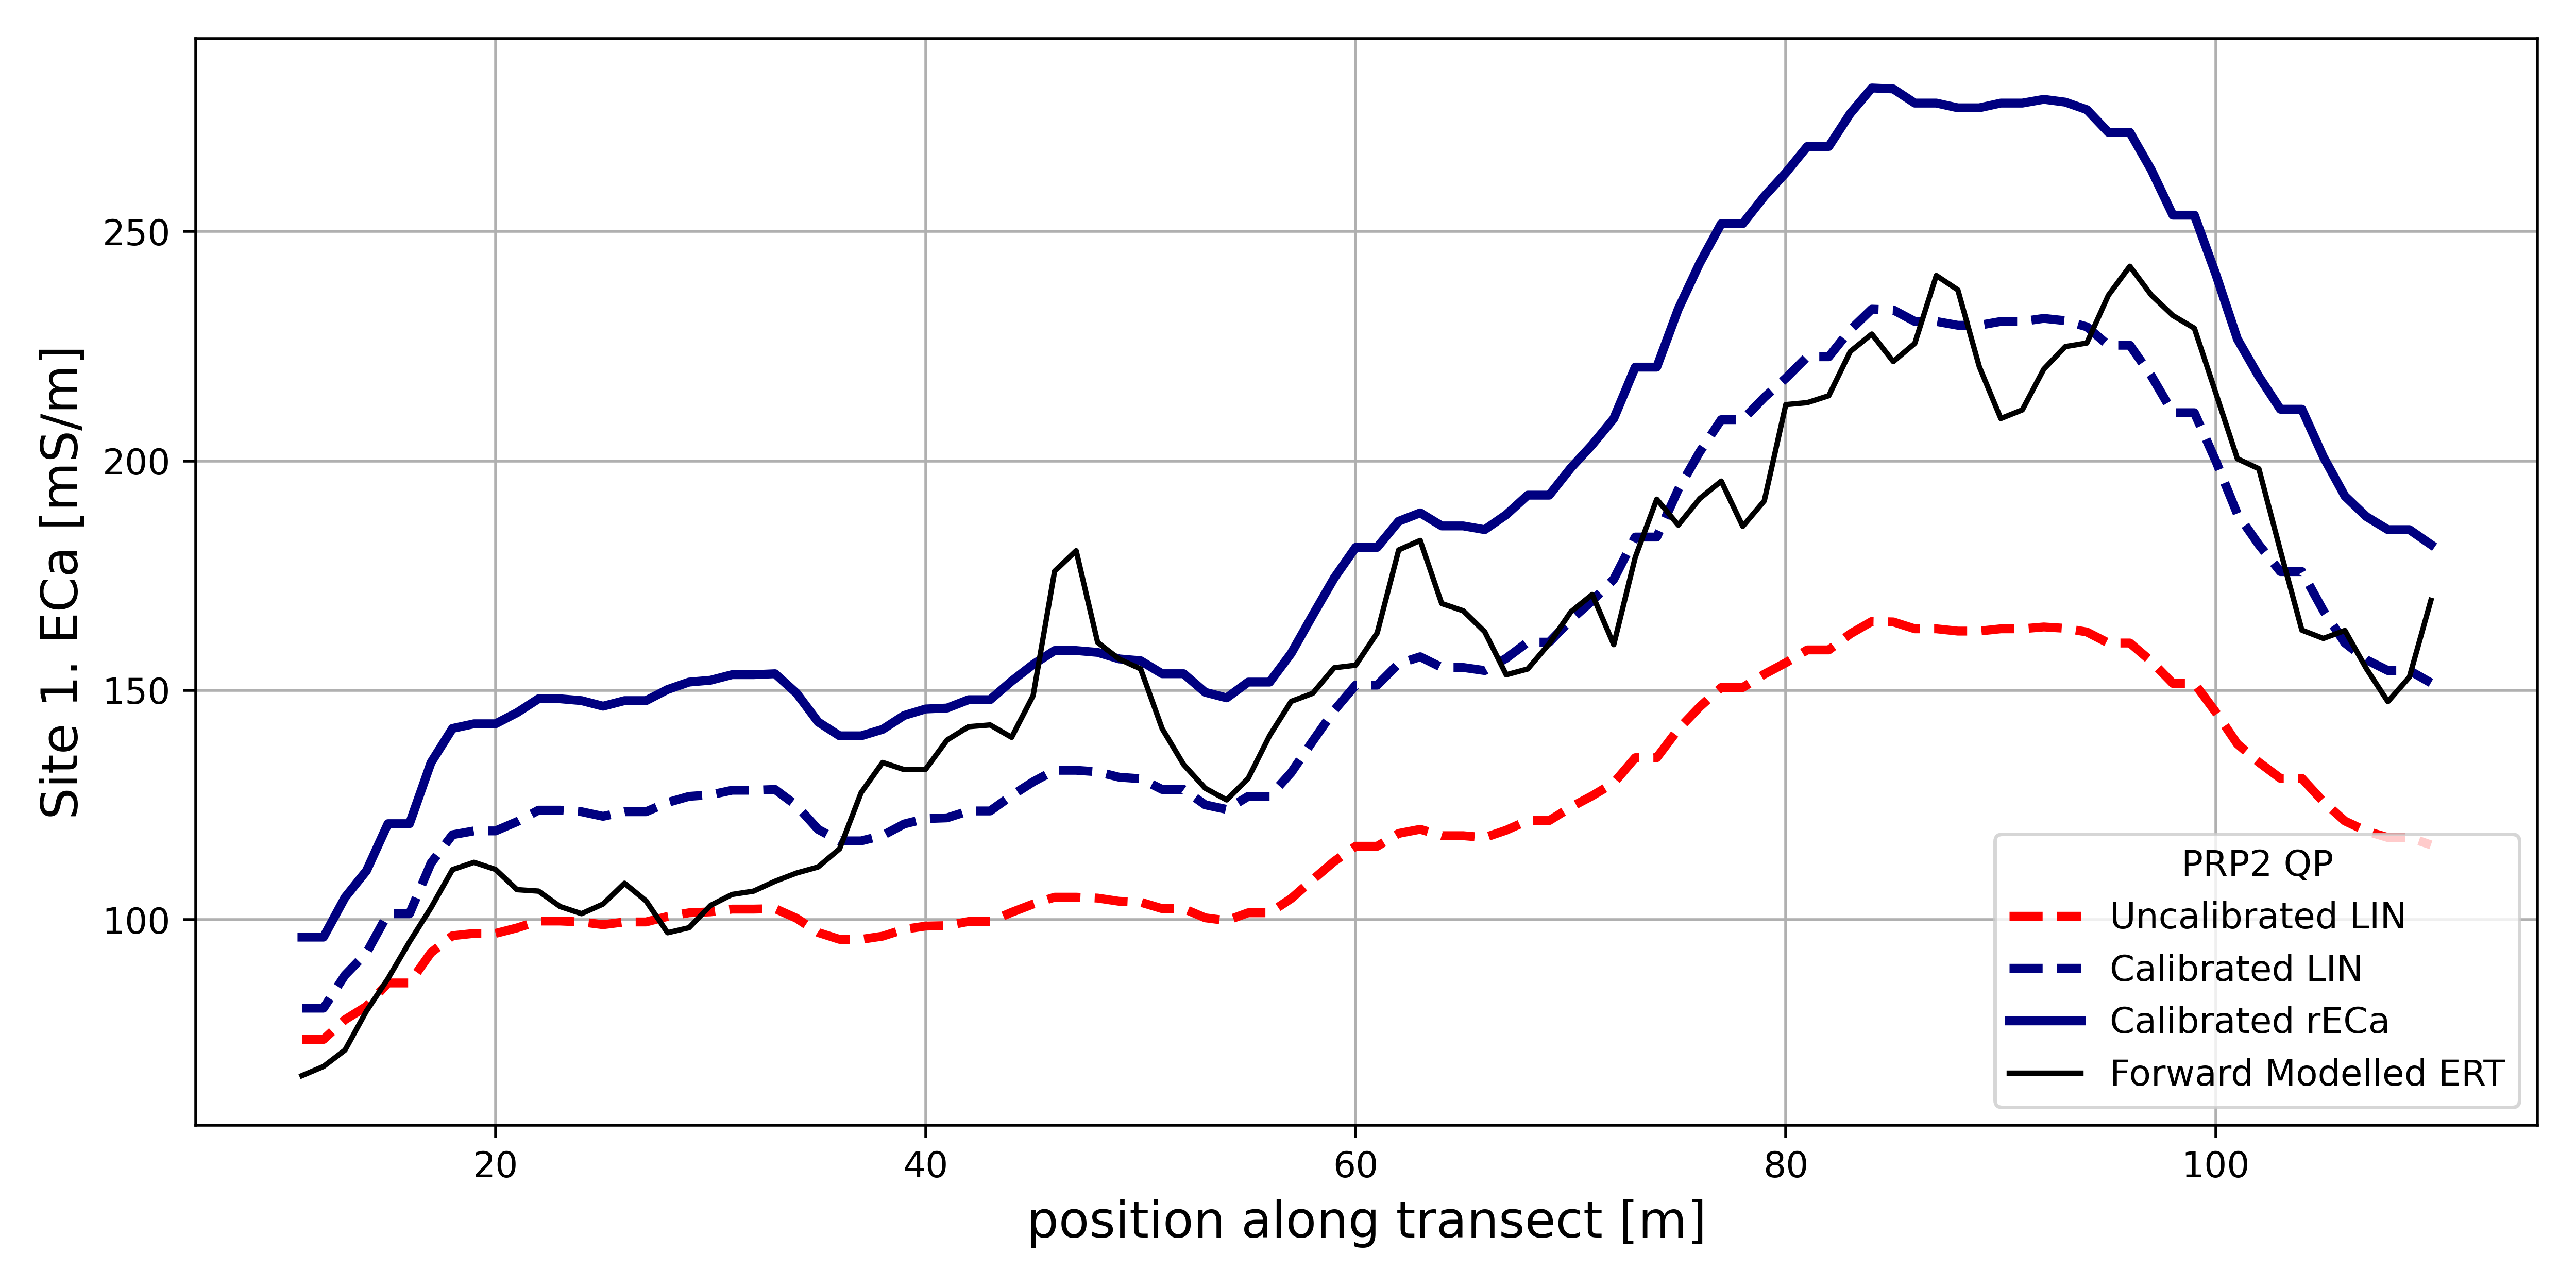 Site 1. ECa [mS/m]
250
200
150
100
20 40 60 80 100
position along transect [m]
PRP2 QP
Uncalibrated LIN
Calibrated LIN
Calibrated rECa
Forward Modelled ERT